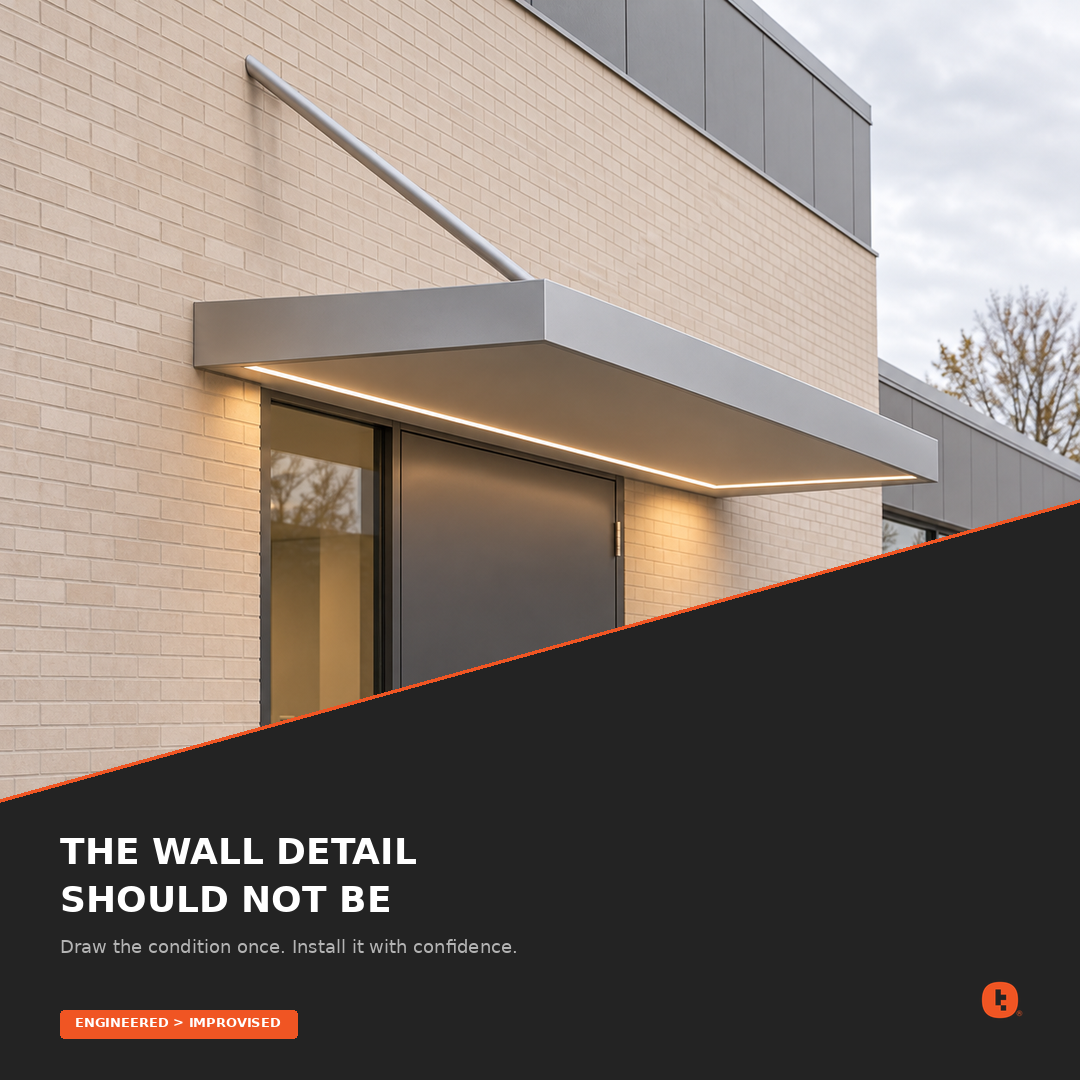 THE WALL DETAIL
SHOULD NOT BE
Draw the condition once. Install it with confidence.
ENGINEERED > IMPROVISED